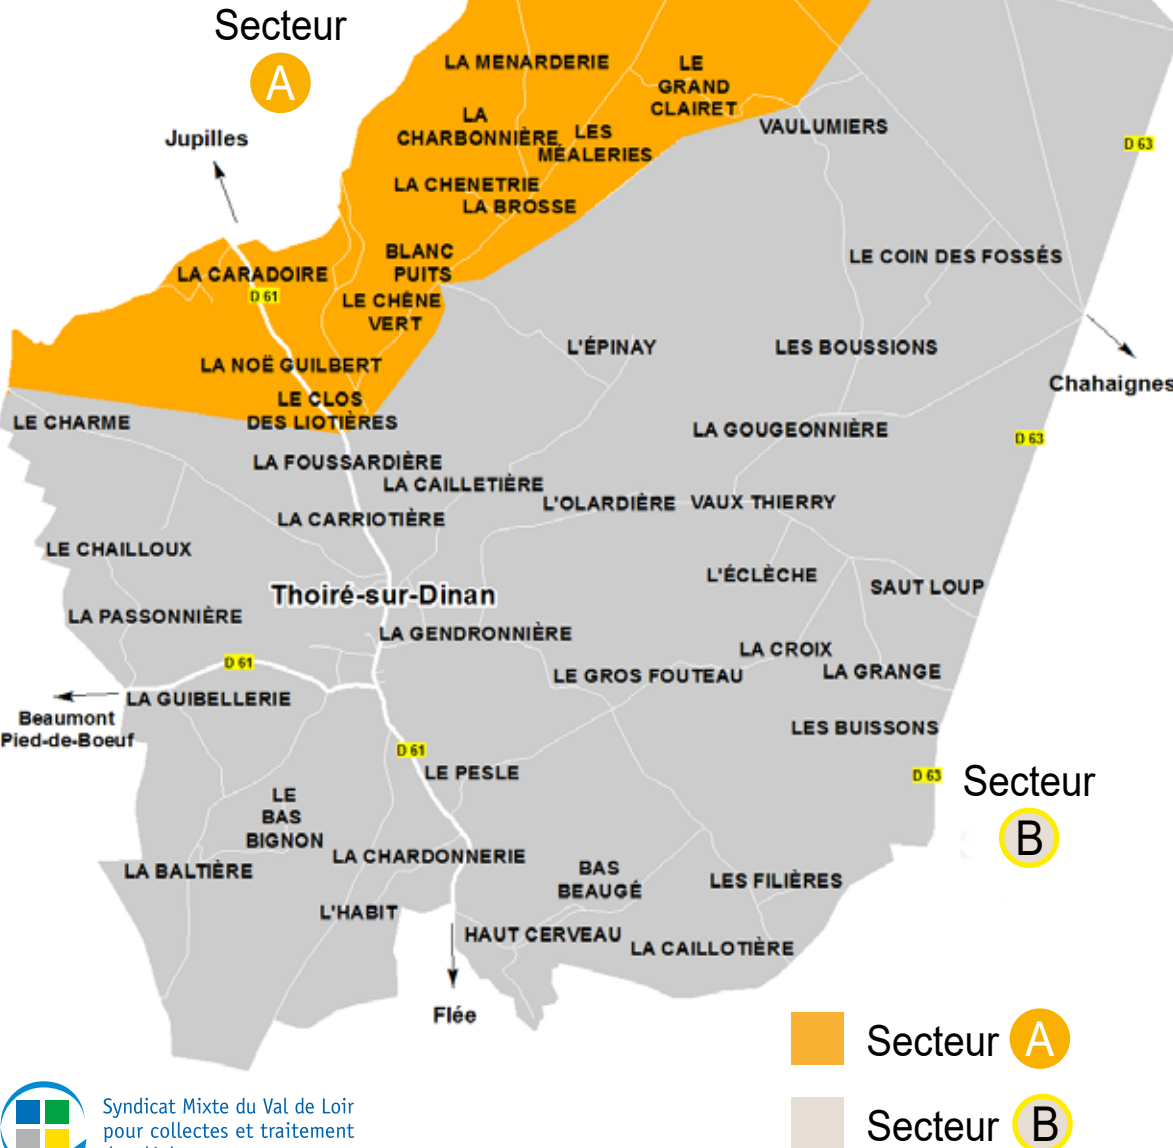 Secteur
A
LA MENARDERIE
LE
GRAND
CLAIRET
LA
CHARBONNIÈRE
LES
MÉALERIES
VAULUMIERS
Jupilles
D 63
LA CHENETRIE
LA BROSSE
BLANC
PUITS
LE COIN DES FOSSÉS
LA CARADOIRE
D 61
LE CHÊNE
VERT
L'ÉPINAY
LES BOUSSIONS
LA NOË GUILBERT
Chahaignes
LE CLOS
DES LIOTIÈRES
LE CHARME
LA GOUGEONNIÈRE
D 63
LA FOUSSARDIÈRE
LA CAILLETIÈRE
L'OLARDIÈRE
VAUX THIERRY
LA CARRIOTIÈRE
LE CHAILLOUX
L'ÉCLÈCHE
SAUT LOUP
Thoiré-sur-Dinan
LA PASSONNIÈRE
LA GENDRONNIÈRE
LA CROIX
D 61
LE GROS FOUTEAU
LA GRANGE
LA GUIBELLERIE
Beaumont
Pied-de-Boeuf
LES BUISSONS
D 61
LE PESLE
D 63
Secteur
B
LE
BAS
BIGNON
LA CHARDONNERIE
LA BALTIÈRE
BAS
BEAUGÉ
LES FILIÈRES
L'HABIT
HAUT CERVEAU
LA CAILLOTIÈRE
Flée
Secteur A
Secteur B
Syndicat Mixte du Val de Loir
pour collectes et traitement